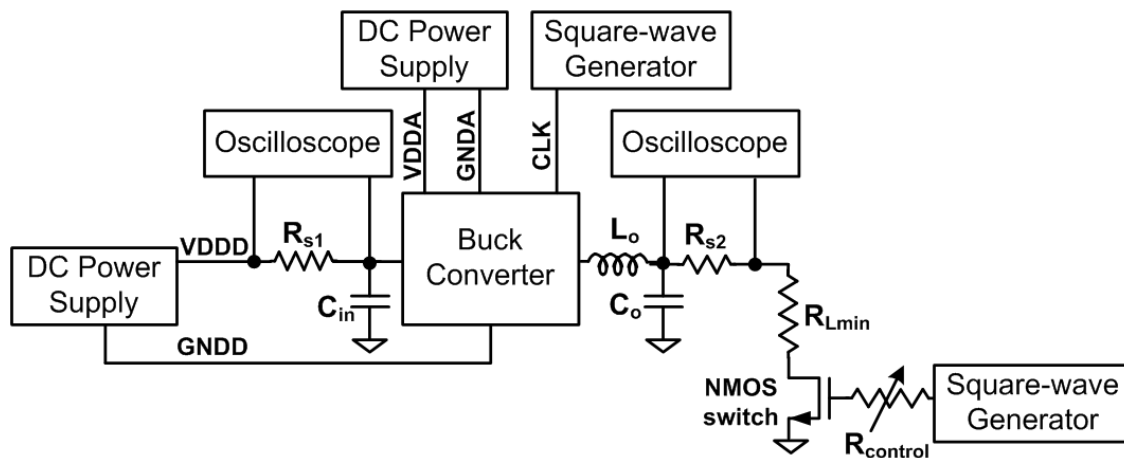 DC Power
Supply
Square-wave
Generator
Oscilloscope
VDDA
GNDA
CLK
Oscilloscope
VDDD
Rs1
Buck
Converter
Lo
Rs2
DC Power
Supply
Cin
Co
RLmin
GNDD
NMOS
switch
Square-wave
Generator
Rcontrol